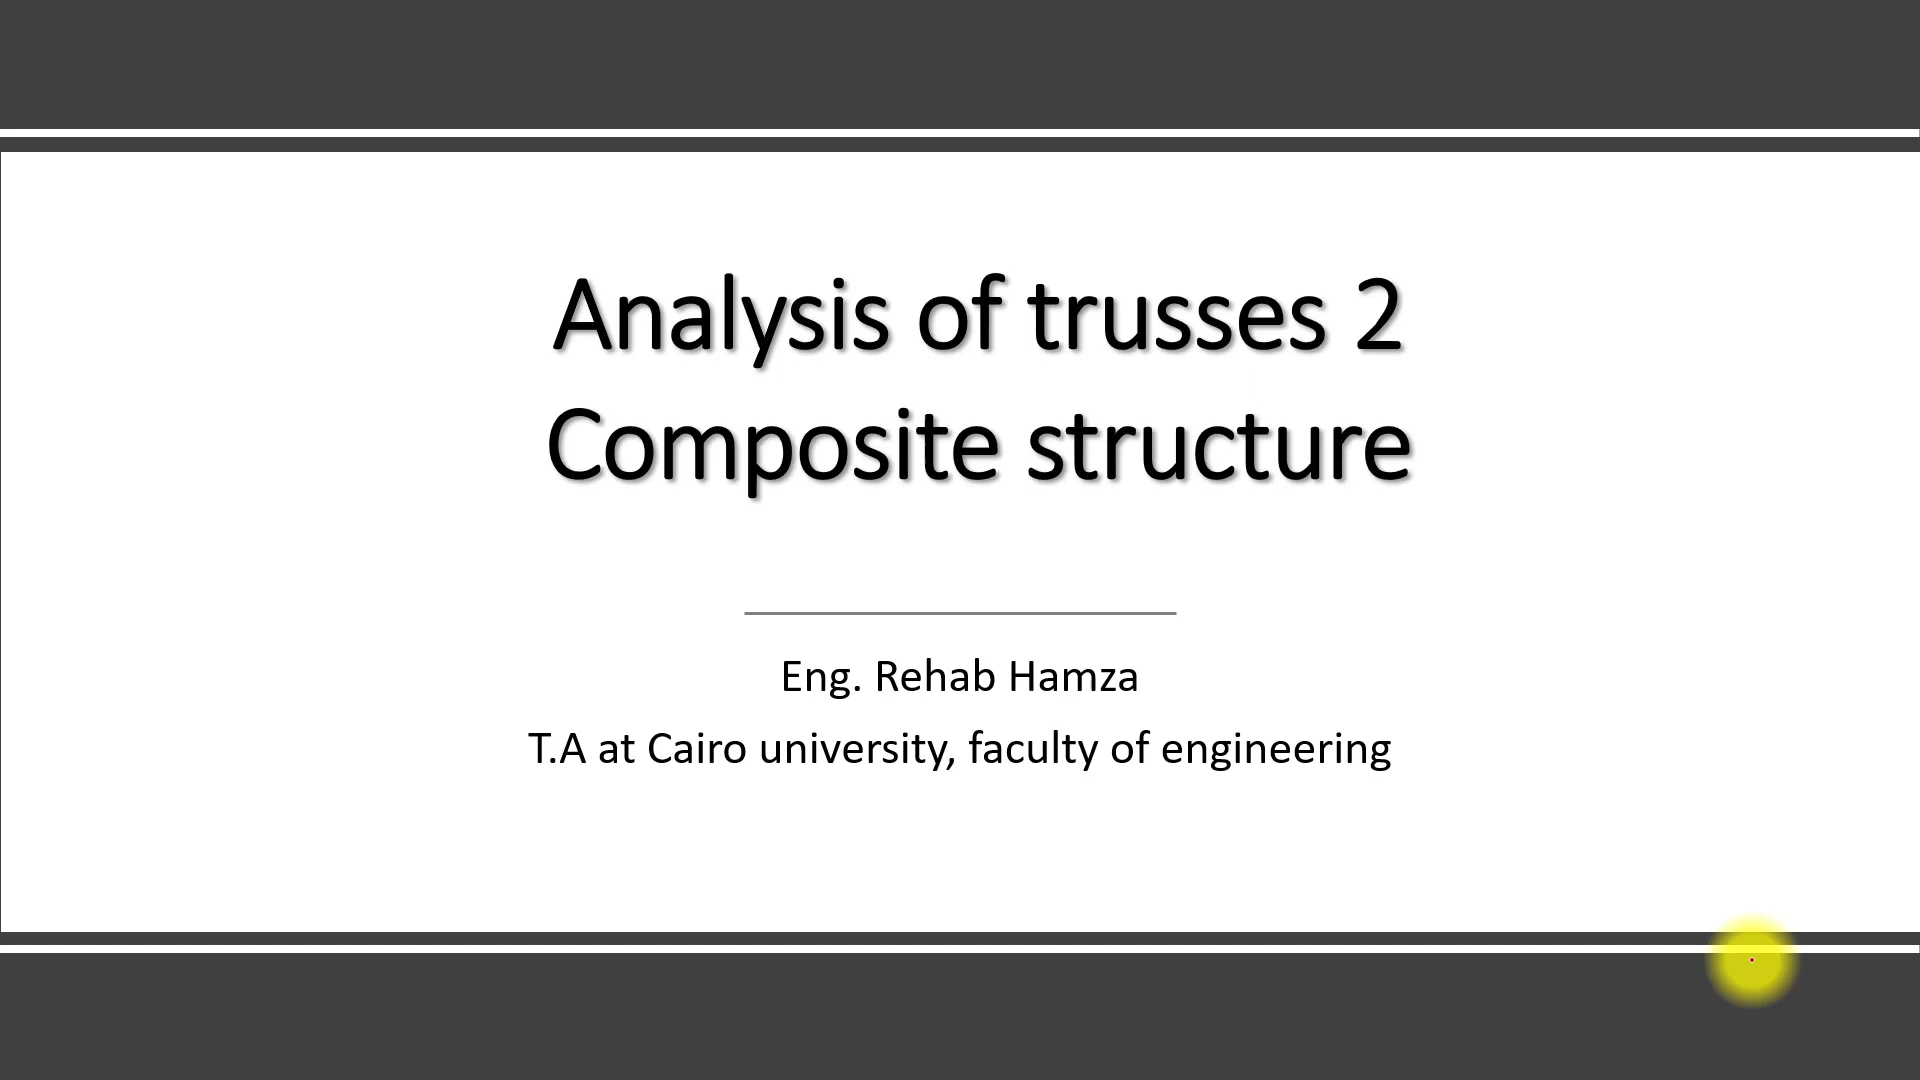 Analysis of trusses 2
Composite structure
Eng. Rehab Hamza
T.A at Cairo university, faculty of engineering